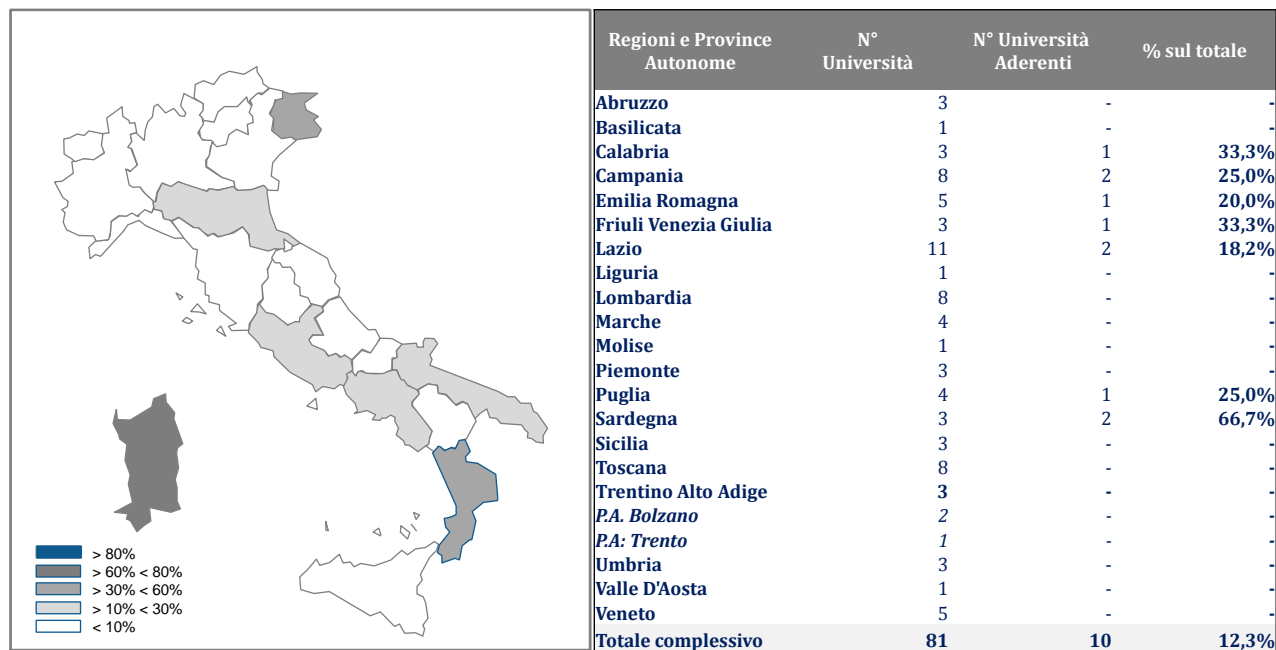 > 80%
> 60% < 80%
> 30% < 60%
> 10% < 30%
< 10%
Regioni e Province Autonome N° Università N° Università Aderenti % sul totale
Abruzzo 3 - -
Basilicata 1 - -
Calabria 3 1 33,3%
Campania 8 2 25,0%
Emilia Romagna 5 1 20,0%
Friuli Venezia Giulia 3 1 33,3%
Lazio 11 2 18,2%
Liguria 1 - -
Lombardia 8 - -
Marche 4 - -
Molise 1 - -
Piemonte 3 - -
Puglia 4 1 25,0%
Sardegna 3 2 66,7%
Sicilia 3 - -
Toscana 8 - -
Trentino Alto Adige 3 - -
P.A. Bolzano 2 - -
P.A: Trento 1 - -
Umbria 3 - -
Valle D'Aosta 1 - -
Veneto 5 - -
Totale complessivo 81 10 12,3%